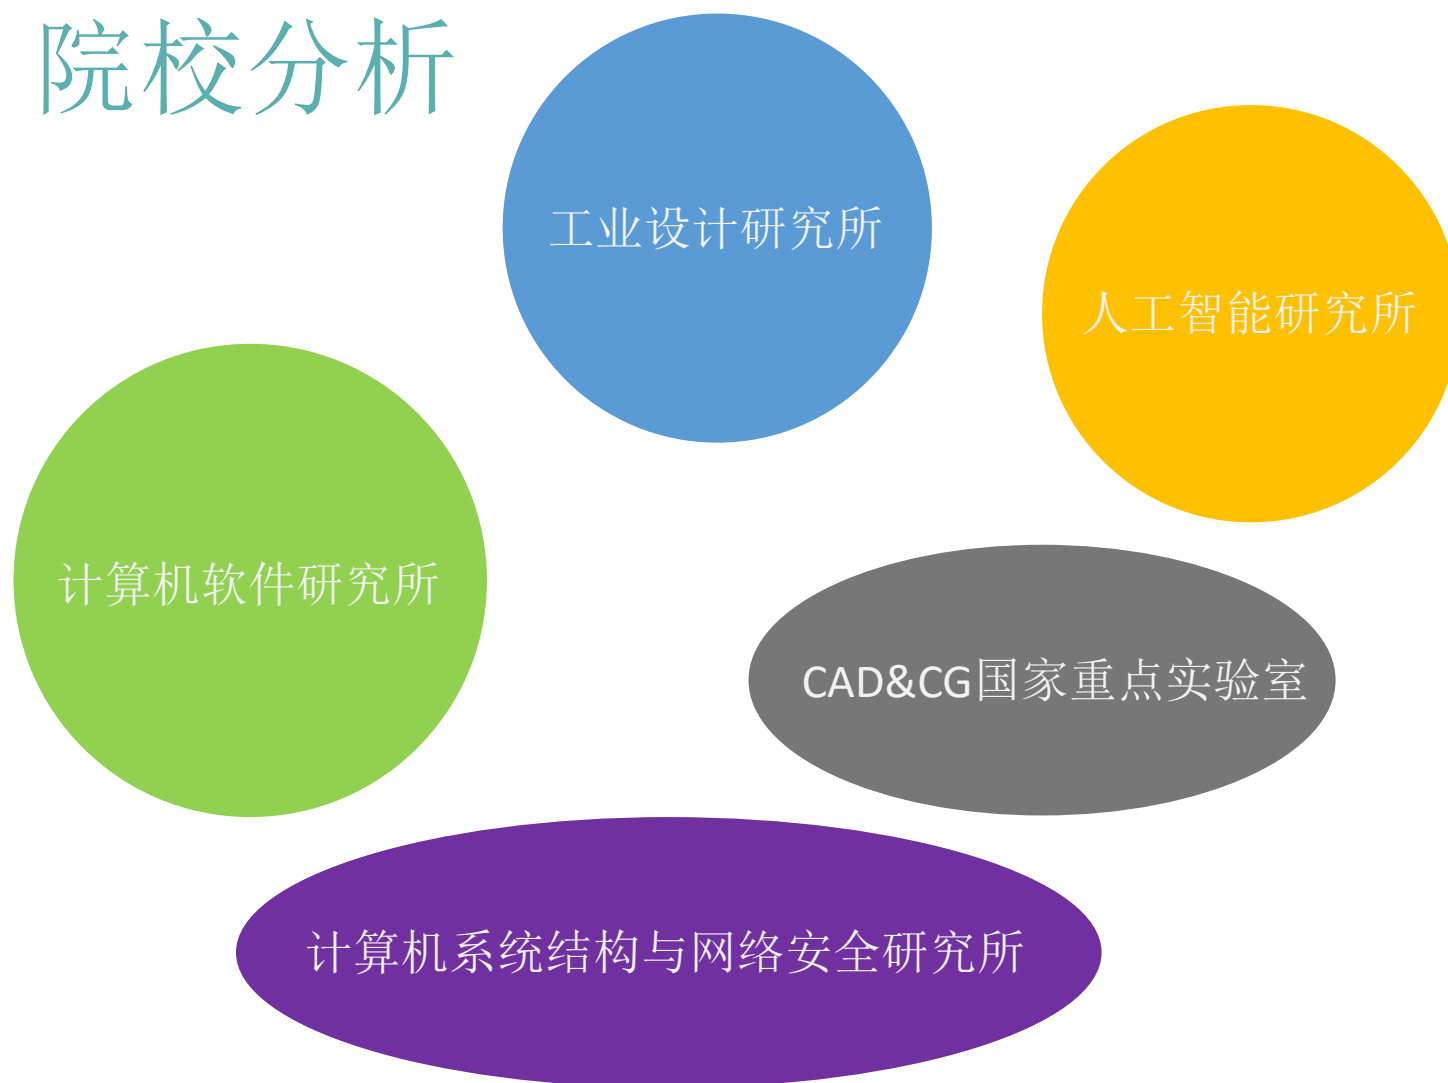 院校分析
工业设计研究所
人工智能研究所
计算机软件研究所
CAD&CG国家重点实验室
计算机系统结构与网络安全研究所